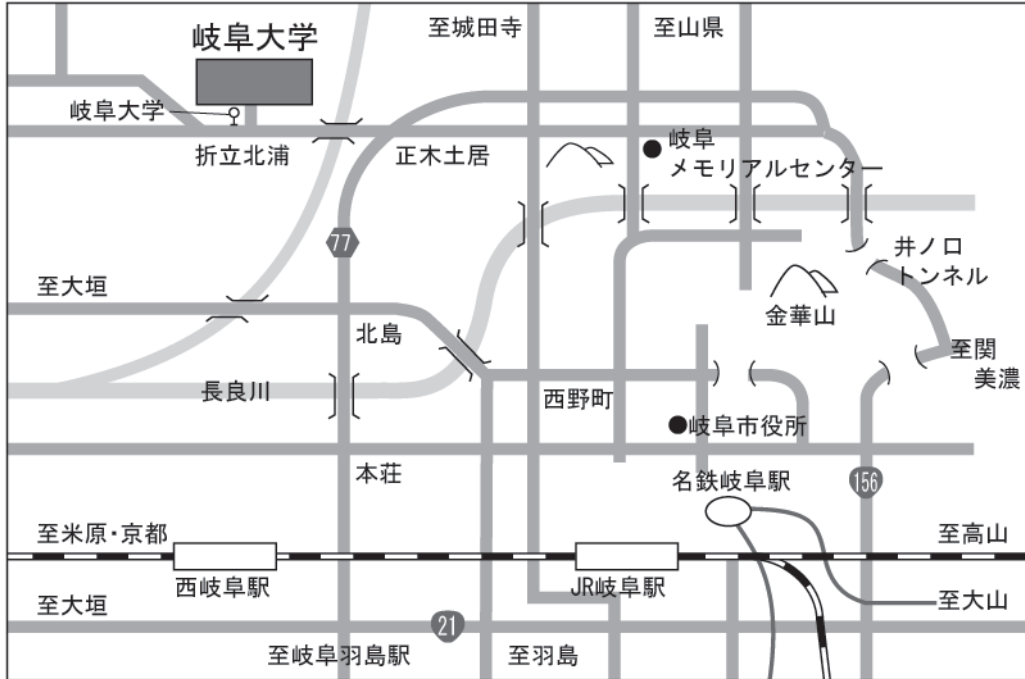 至城田寺
至山県
岐阜大学
岐阜大学
折立北浦
正木土居
岐阜
メモリアルセンター
77
井ノ口
トンネル
至大垣
金華山
北島
至関
美濃
長良川
西野町
岐阜市役所
本荘
名鉄岐阜駅
156
至米原・京都
至高山
西岐阜駅
JR岐阜駅
至大垣
至大山
21
至岐阜羽島駅
至羽島